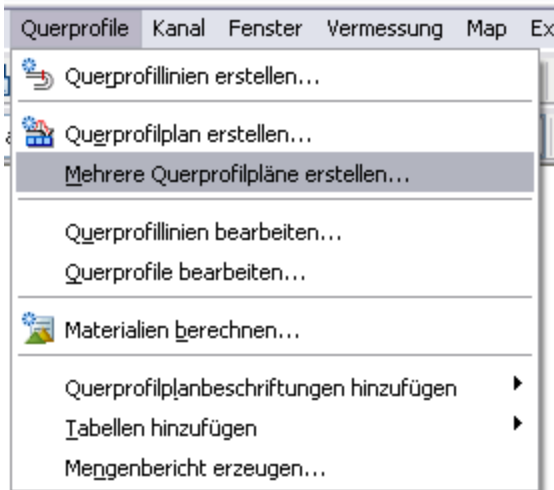 Querprofile Kanal Fenster Vermessung Map Ex
Querprofillinien erstellen...
Querprofilplan erstellen...
Mehrere Querprofilpläne erstellen...
Querprofillinien bearbeiten...
Querprofile bearbeiten...
Materialien berechnen...
Querprofilplanbeschriftungen hinzufügen
Tabellen hinzufügen
Mengenbericht erzeugen...